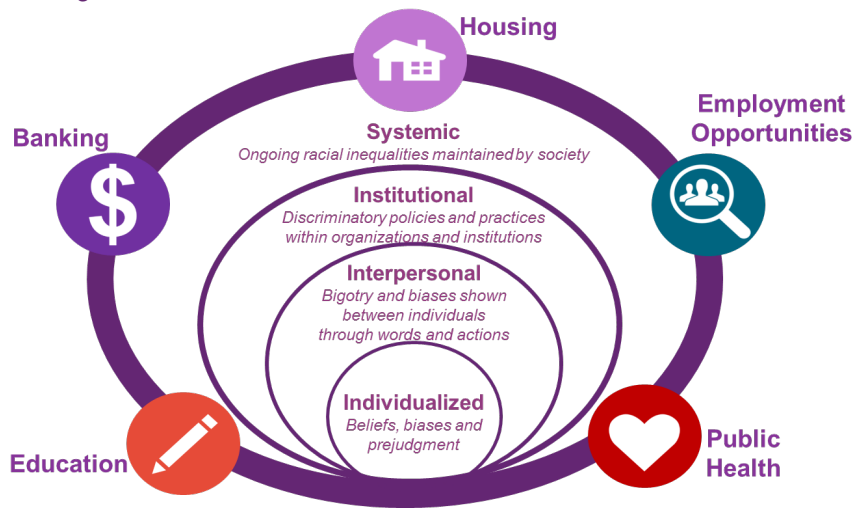 Housing
Employment
Opportunities
Banking
$
Systemic
Ongoing racial inequalities maintained by society
Institutional
Discriminatory policies and practices
within organizations and institutions
Interpersonal
Bigotry and biases shown
between individuals
through words and actions
Individualized
Beliefs, biases and
prejudgment
Education
Public
Health